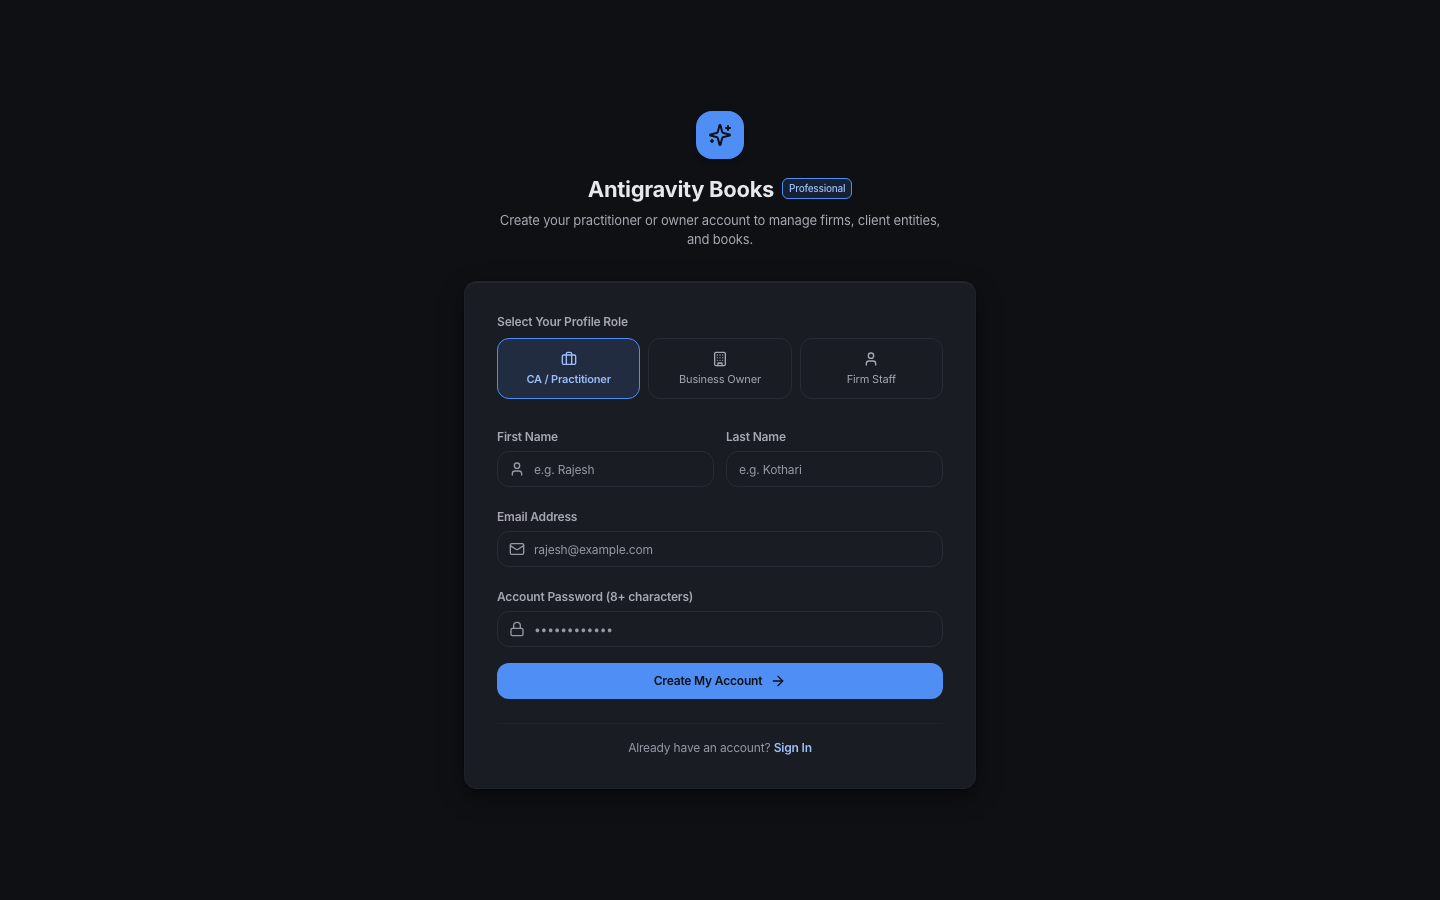 Antigravity Books Professional
Create your practitioner or owner account to manage firms, client entities,
and books.
Select Your Profile Role
CA / Practitioner
Business Owner
Firm Staff
First Name
Last Name
e.g. Rajesh
e.g. Kothari
Email Address
rajesh@example.com
Account Password (8+ characters)
••••••••••••
Create My Account
Already have an account? Sign In